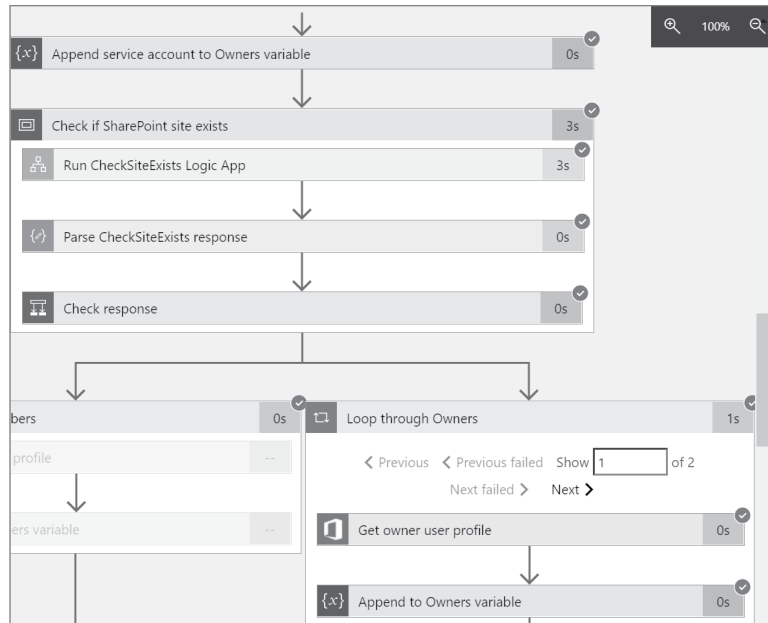 100%
{x} Append service account to Owners variable 0s
Check if SharePoint site exists 3s
Run CheckSiteExists Logic App 3s
Parse CheckSiteExists response 0s
Check response 0s
bers 0s
profile --
ers variable --
Loop through Owners 1s
Previous Previous failed Show 1 of 2
Next failed Next
Get owner user profile 0s
{x} Append to Owners variable 0s